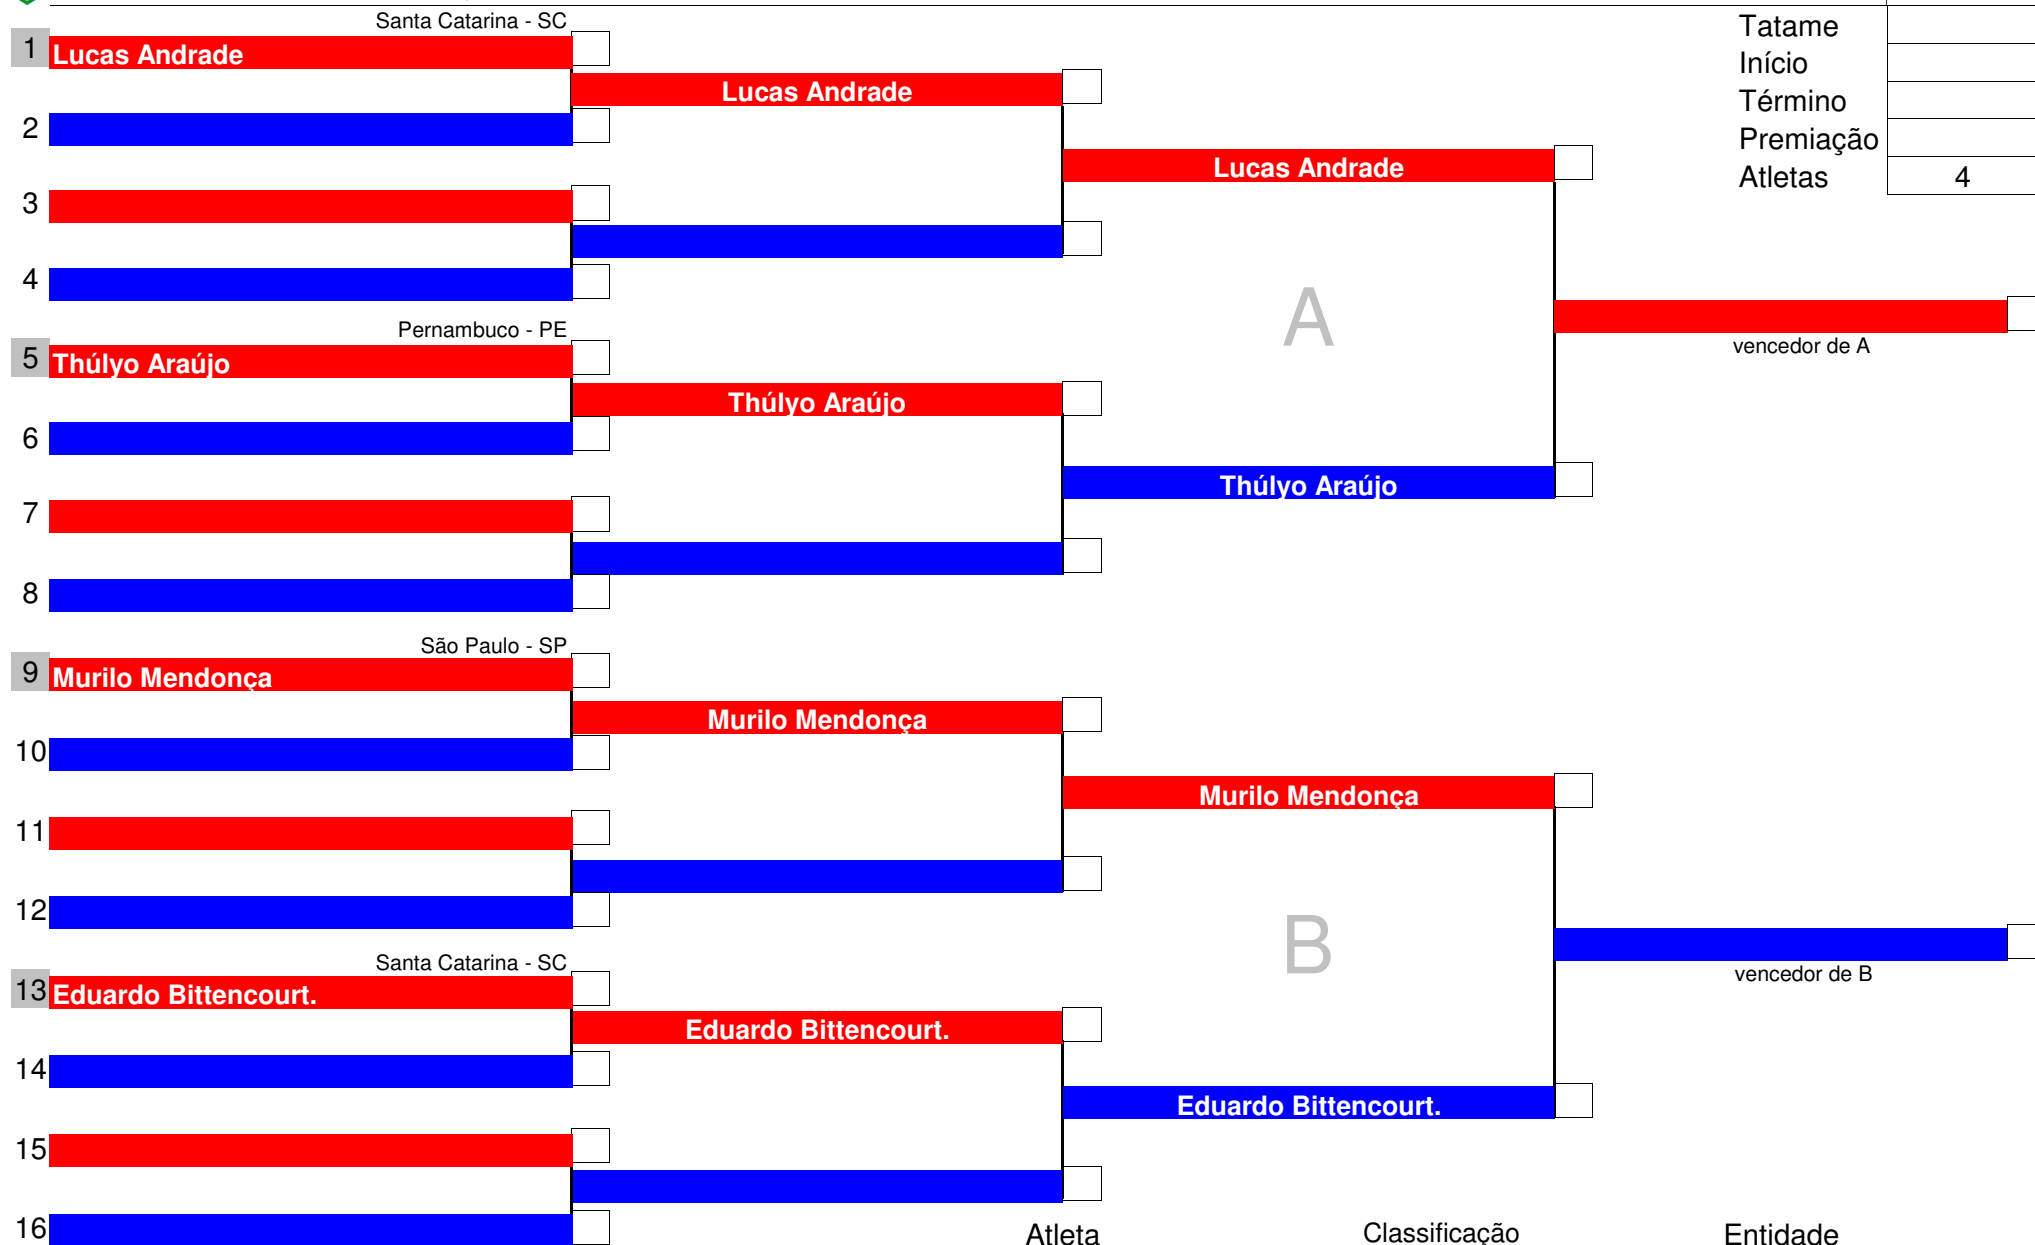 Santa Catarina - SC
Tatame
1 Lucas Andrade
Início
Lucas Andrade
Término
2
Premiação
Lucas Andrade
Atletas 4
3
4
A
Pernambuco - PE
vencedor de A
5 Thúlyo Araújo
Thúlyo Araújo
6
Thúlyo Araújo
7
8
São Paulo - SP
9 Murilo Mendonça
Murilo Mendonça
10
Murilo Mendonça
11
12
B
Santa Catarina - SC
vencedor de B
13 Eduardo Bittencourt.
Eduardo Bittencourt.
14
Eduardo Bittencourt.
15
16
Atleta Classificação Entidade